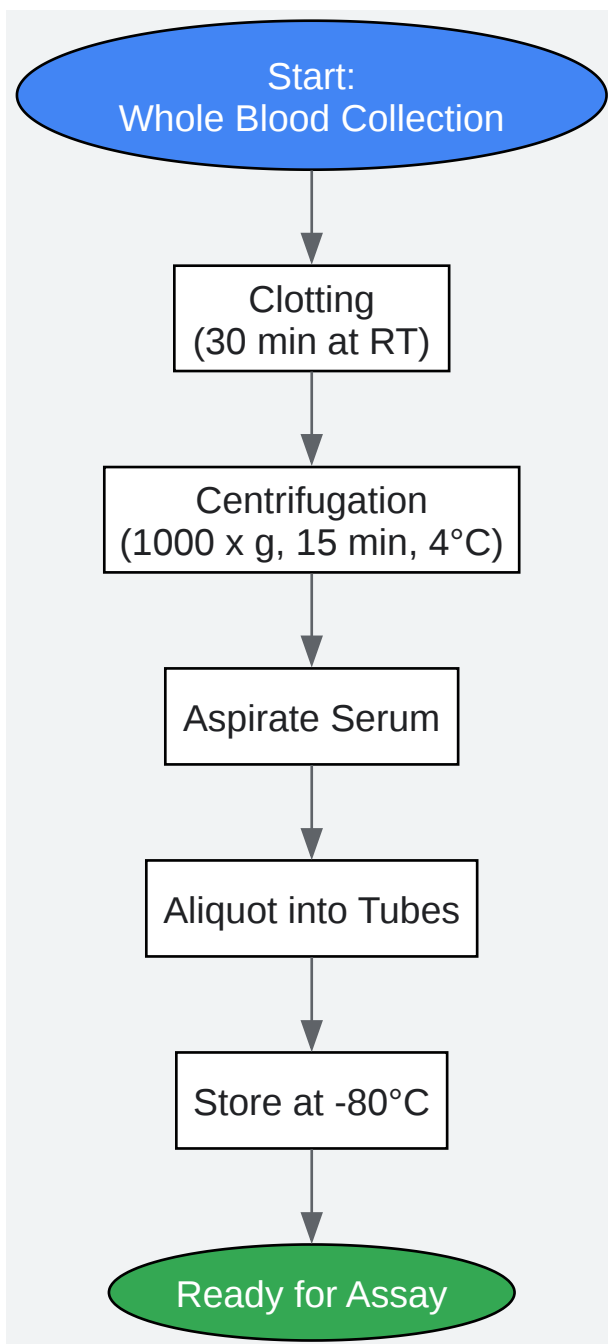 Start:
Whole Blood Collection
Clotting
(30 min at RT)
Centrifugation
(1000 x g, 15 min, 4°C)
Aspirate Serum
Aliquot into Tubes
Store at -80°C
Ready for Assay